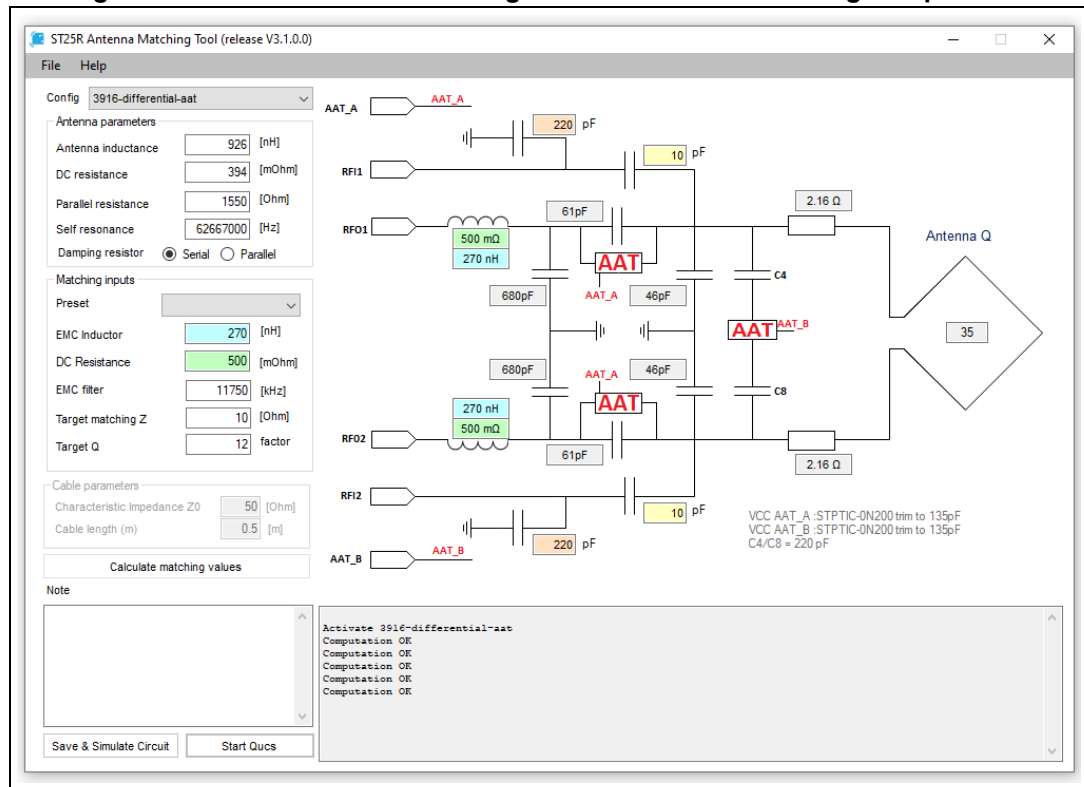 ST25R Antenna Matching Tool (release V3.1.0.0)
File Help
Config 3916-differential-aat
Antenna parameters
Antenna inductance 926 [nH]
DC resistance 394 [mOhm]
Parallel resistance 1550 [Ohm]
Self resonance 62667000 [Hz]
Damping resistor Serial Parallel
Matching inputs
Preset
EMC Inductor 270 [nH]
DC Resistance 500 [mOhm]
EMC filter 11750 [kHz]
Target matching Z 10 [Ohm]
Target Q 12 factor
Cable parameters
Characteristic Impedance Z0 50 [Ohm]
Cable length (m) 0.5 [m]
Calculate matching values
Note
Save & Simulate Circuit Start Qucs
AAT_A AAT_A
220 pF
10 pF
RFI1
2.16 Ω
61pF
RFO1
500 mΩ
270 nH
AAT
Antenna Q
C4
680pF AAT_A 46pF
AAT AAT_B
35
680pF AAT_A 46pF
C8
AAT
270 nH
500 mΩ
RFO2
61pF
2.16 Ω
RFI2
10 pF
VCC AAT_A :STPTIC-0N200 trim to 135pF
VCC AAT_B :STPTIC-0N200 trim to 135pF
C4/C8 = 220 pF
220 pF
AAT_B AAT_B
Activate 3916-differential-aat
Computation OK
Computation OK
Computation OK
Computation OK
Computation OK